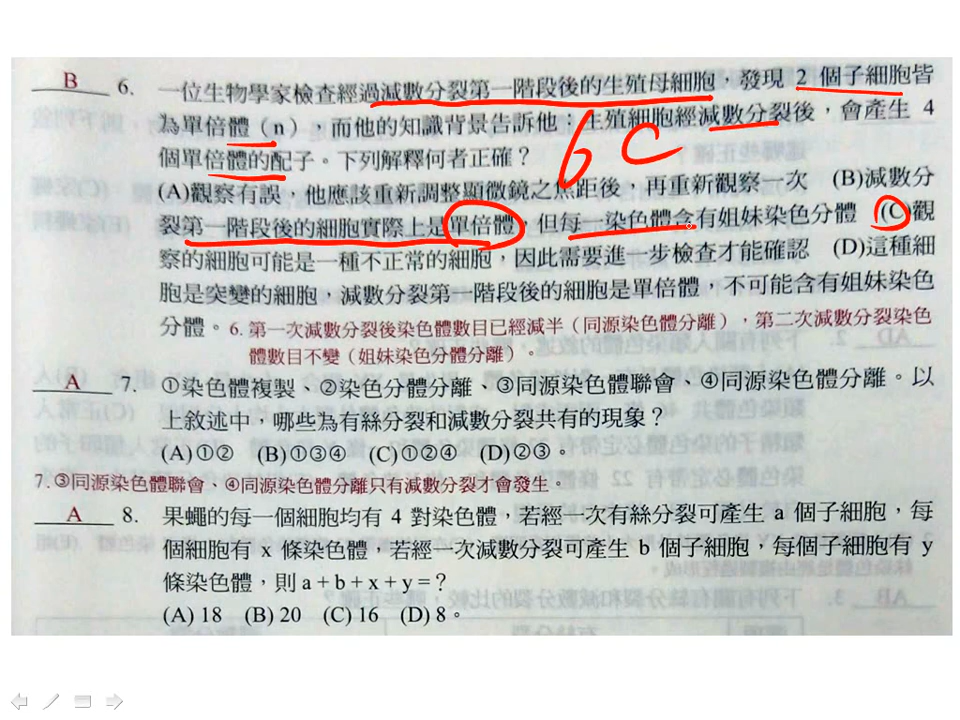 B 6. 一位生物學家檢查經過減數分裂第一階段後的生殖母細胞，發現 2 個子細胞皆
為單倍體（n），而他的知識背景告訴他：生殖細胞經減數分裂後，會產生 4
個單倍體的配子。下列解釋何者正確？
6C
(A)觀察有誤，他應該重新調整顯微鏡之焦距後，再重新觀察一次 (B)減數分
裂第一階段後的細胞實際上是單倍體，但每一染色體含有姐妹染色分體 (C)觀
察的細胞可能是一種不正常的細胞，因此需要進一步檢查才能確認 (D)這種細
胞是突變的細胞，減數分裂第一階段後的細胞是單倍體，不可能含有姐妹染色
分體。6. 第一次減數分裂後染色體數目已經減半（同源染色體分離），第二次減數分裂染色
體數目不變（姐妹染色分體分離）。
A 7. ①染色體複製、②染色分體分離、③同源染色體聯會、④同源染色體分離。以
上敘述中，哪些為有絲分裂和減數分裂共有的現象？
(A)①② (B)①③④ (C)①②④ (D)②③。
7.③同源染色體聯會、④同源染色體分離只有減數分裂才會發生。
A 8. 果蠅的每一個細胞均有 4 對染色體，若經一次有絲分裂可產生 a 個子細胞，每
個細胞有 x 條染色體，若經一次減數分裂可產生 b 個子細胞，每個子細胞有 y
條染色體，則 a + b + x + y = ？
(A) 18 (B) 20 (C) 16 (D) 8。